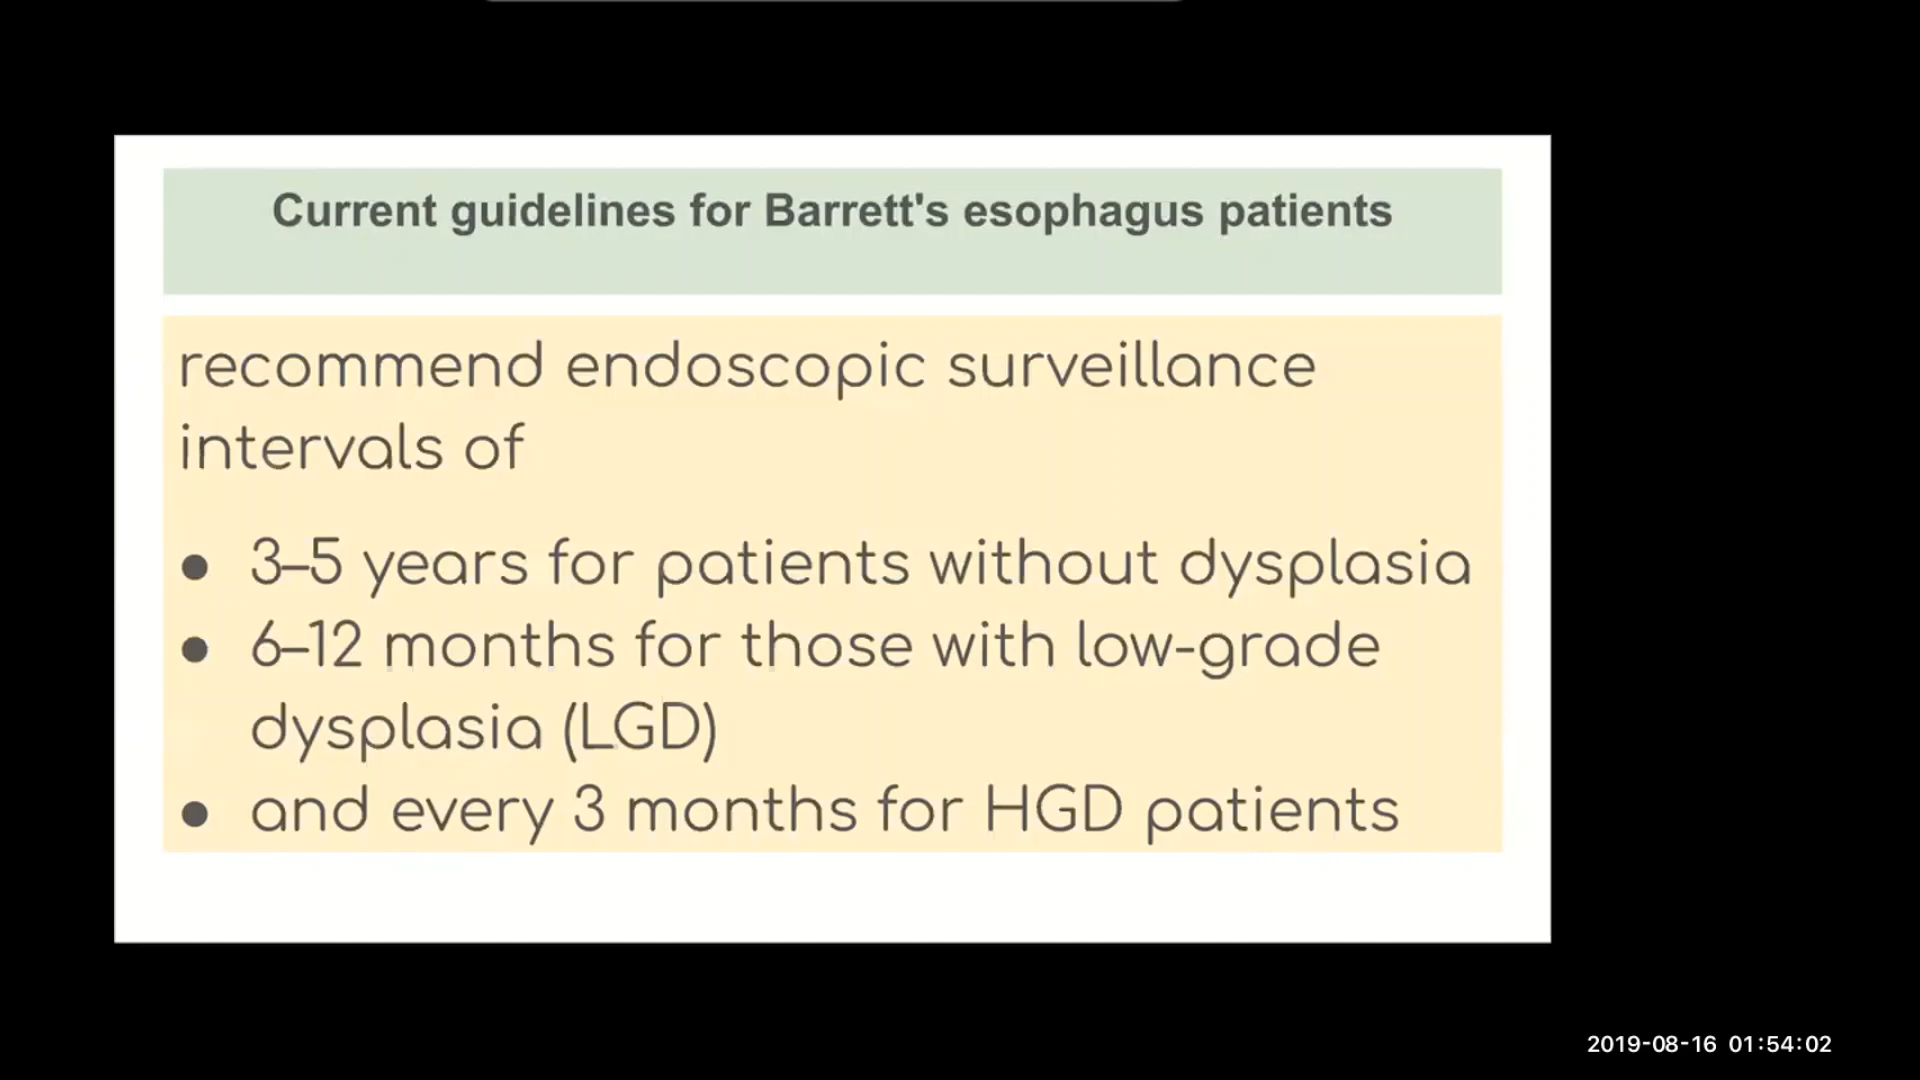 Current guidelines for Barrett's esophagus patients
recommend endoscopic surveillance
intervals of
● 3–5 years for patients without dysplasia
● 6–12 months for those with low-grade
dysplasia (LGD)
● and every 3 months for HGD patients
2019-08-16 01:54:02